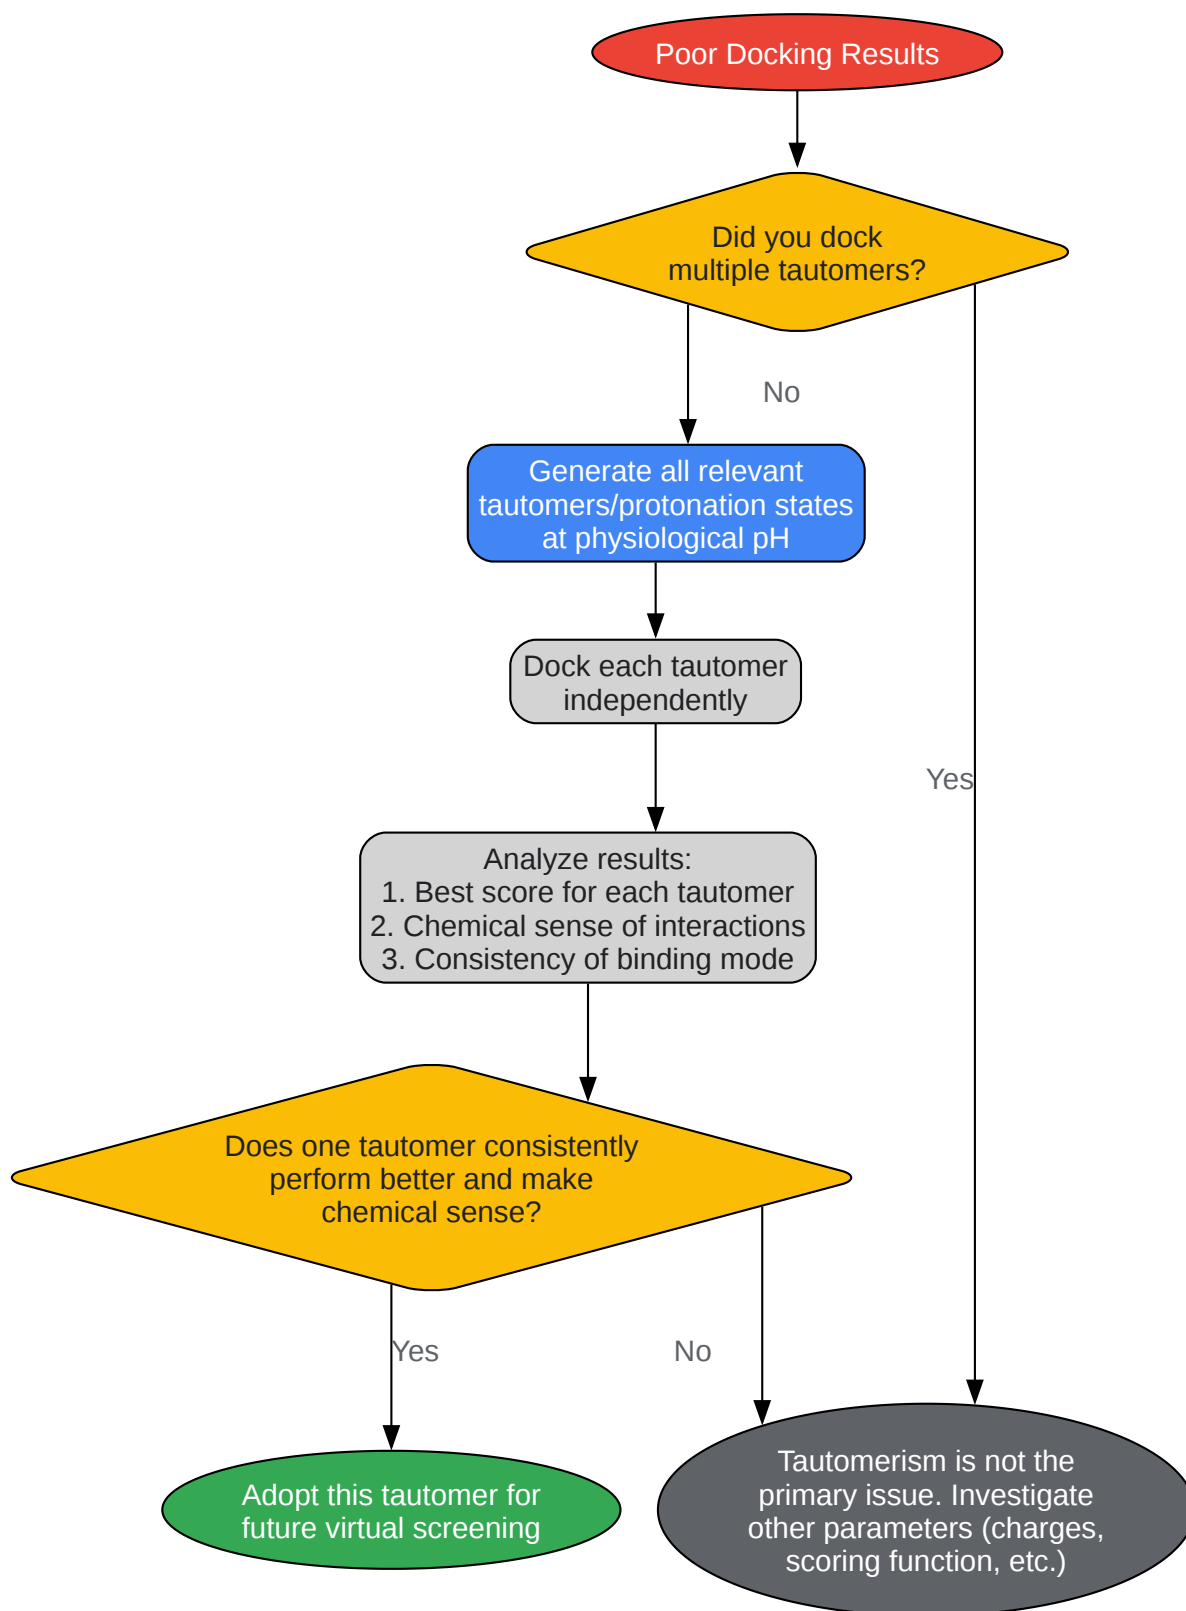 Poor Docking Results
Did you dock
multiple tautomers?
No
Generate all relevant
tautomers/protonation states
at physiological pH
Dock each tautomer
independently
Yes
Analyze results:
1. Best score for each tautomer
2. Chemical sense of interactions
3. Consistency of binding mode
Does one tautomer consistently
perform better and make
chemical sense?
Yes
No
Adopt this tautomer for
future virtual screening
Tautomerism is not the
primary issue. Investigate
other parameters (charges,
scoring function, etc.)